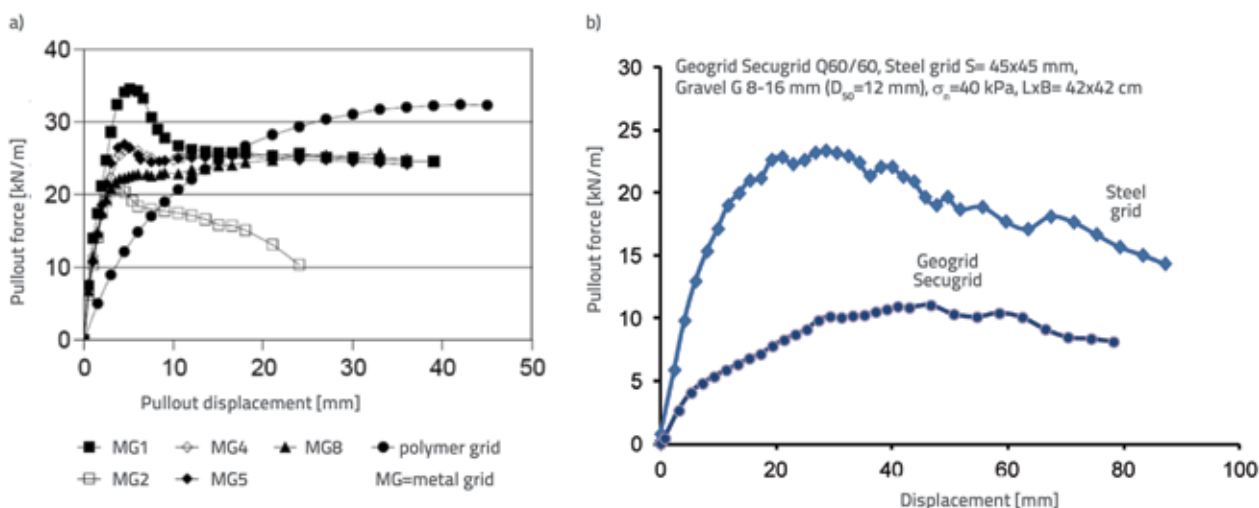 a)
40
30
20
10
0
Pullout force [kN/m]
0 10 20 30 40 50
Pullout displacement [mm]
MG1 MG4 MG8 polymer grid
MG2 MG5 MG=metal grid
b)
Geogrid Secugrid Q60/60, Steel grid S= 45x45 mm,
Gravel G 8-16 mm (D50=12 mm), σn=40 kPa, LxB= 42x42 cm
30
25
20
15
10
5
0
Pullout force [kN/m]
Steel
grid
Geogrid
Secugrid
0 20 40 60 80 100
Displacement [mm]